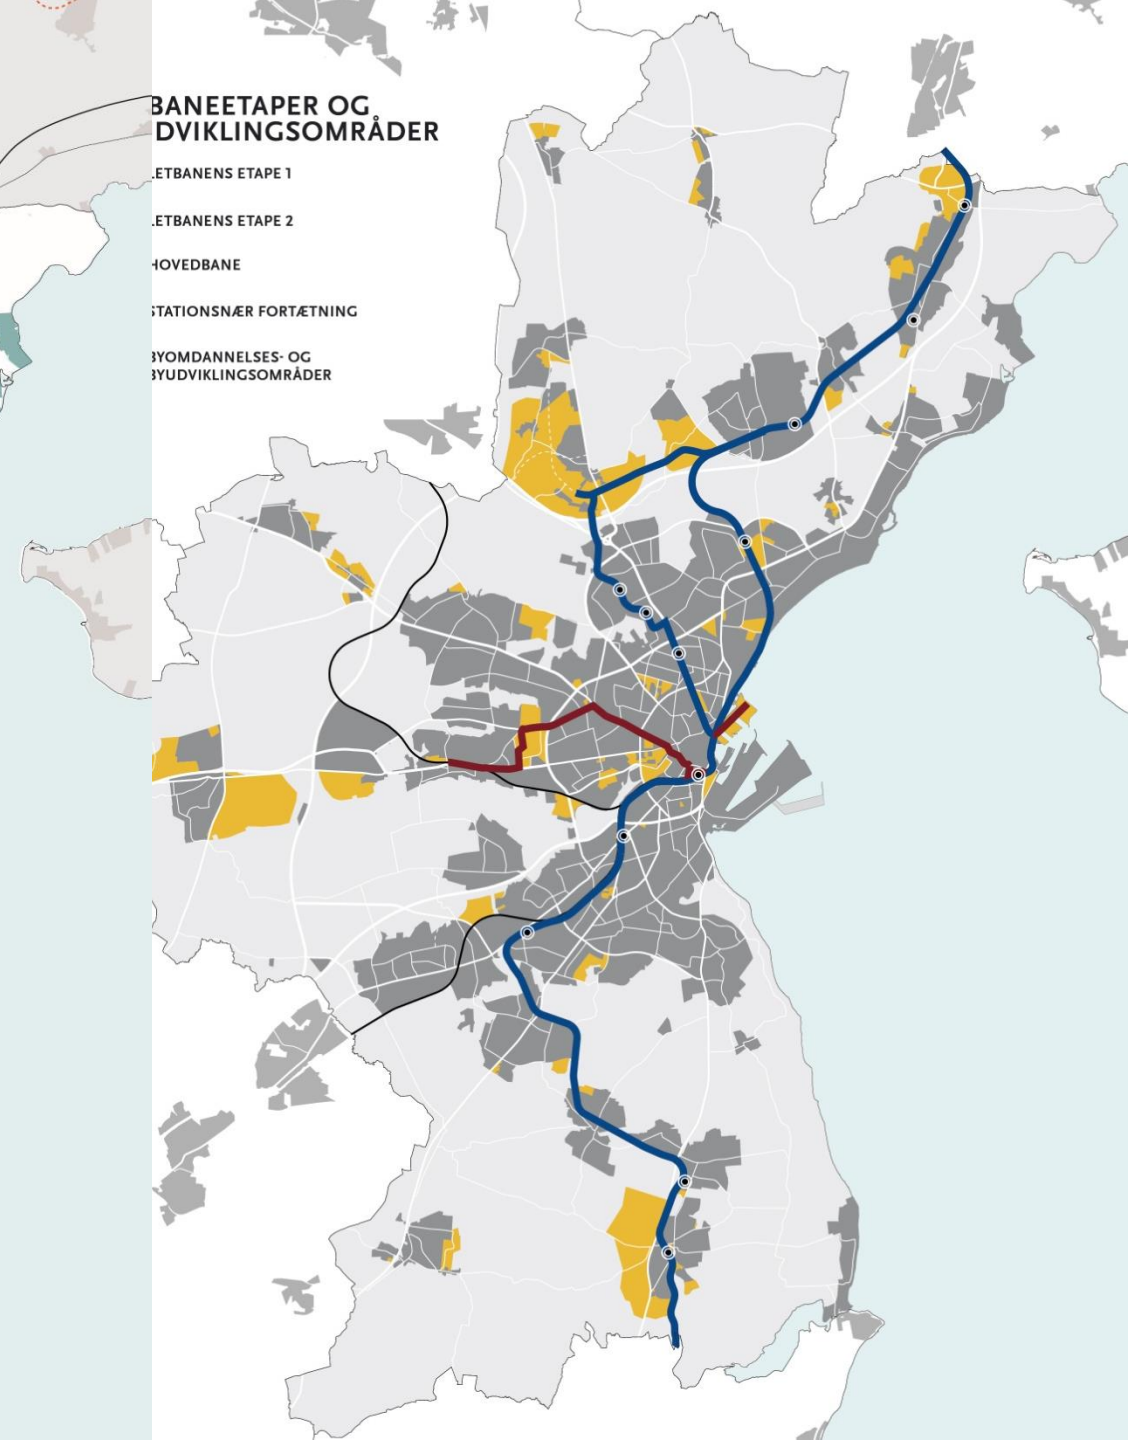 BANEETAPER OG
DVIKLINGSOMRÅDER
LETBANENS ETAPE 1
LETBANENS ETAPE 2
HOVEDBANE
STATIONSNÆR FORTÆTNING
BYOMDANNELSES- OG
BYUDVIKLINGSOMRÅDER